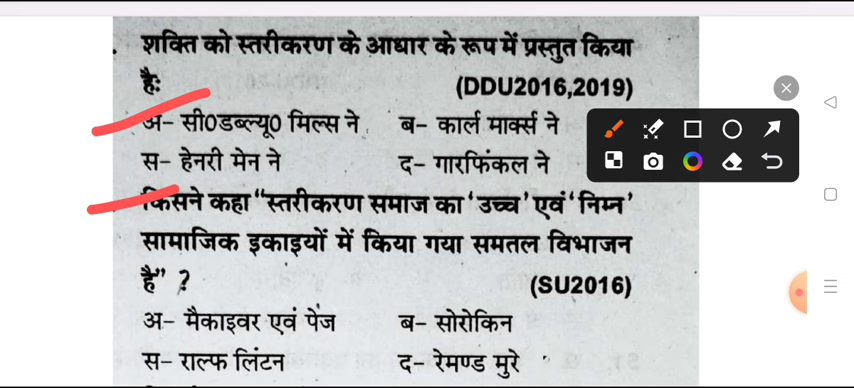 शक्ति को स्तरीकरण के आधार के रूप में प्रस्तुत किया
हैः (DDU2016,2019)
अ– सी0डब्ल्यू0 मिल्स ने ब– कार्ल मार्क्स ने
स– हेनरी मेन ने द– गारफिंकल ने
किसने कहा “स्तरीकरण समाज का ‘उच्च’ एवं ‘निम्न’
सामाजिक इकाइयों में किया गया समतल विभाजन
है” ? (SU2016)
अ– मैकाइवर एवं पेज ब– सोरोकिन
स– राल्फ लिंटन द– रेमण्ड मुरे